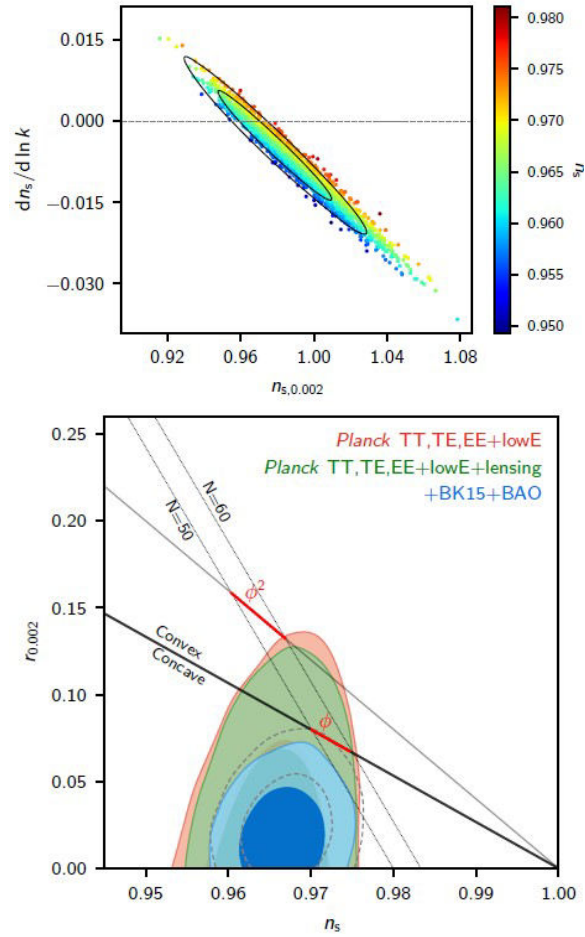 0.015
0.000
−0.015
−0.030
d n_s / d ln k
0.92 0.96 1.00 1.04 1.08
n_s,0.002
0.980
0.975
0.970
0.965
0.960
0.955
0.950
n_s
Planck TT,TE,EE+lowE
Planck TT,TE,EE+lowE+lensing
+BK15+BAO
N=50
N=60
ϕ²
Convex
Concave
ϕ
0.25
0.20
0.15
0.10
0.05
0.00
r_0.002
0.95 0.96 0.97 0.98 0.99 1.00
n_s